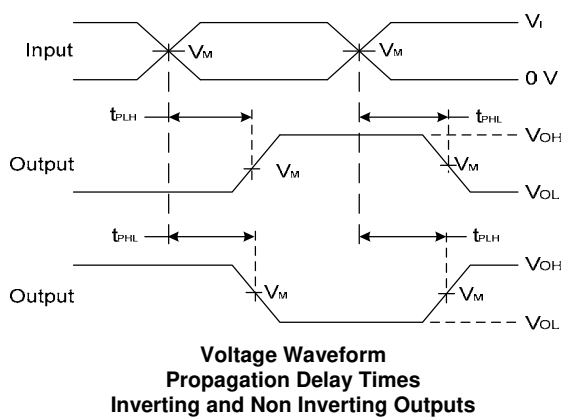 Input VM VM VI
0 V
tPLH tPHL
Output VM VM VOH
VOL
tPHL tPLH
Output VM VM VOH
VOL
Voltage Waveform
Propagation Delay Times
Inverting and Non Inverting Outputs